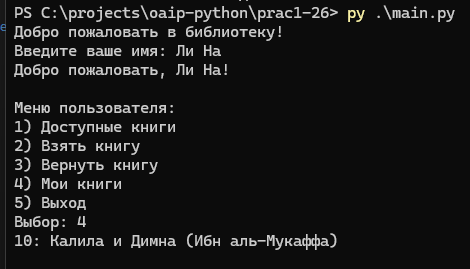 PS C:\projects\oaip-python\prac1-26> py .\main.py
Добро пожаловать в библиотеку!
Введите ваше имя: Ли На
Добро пожаловать, Ли На!
Меню пользователя:
1) Доступные книги
2) Взять книгу
3) Вернуть книгу
4) Мои книги
5) Выход
Выбор: 4
10: Калила и Димна (Ибн аль-Мукаффа)